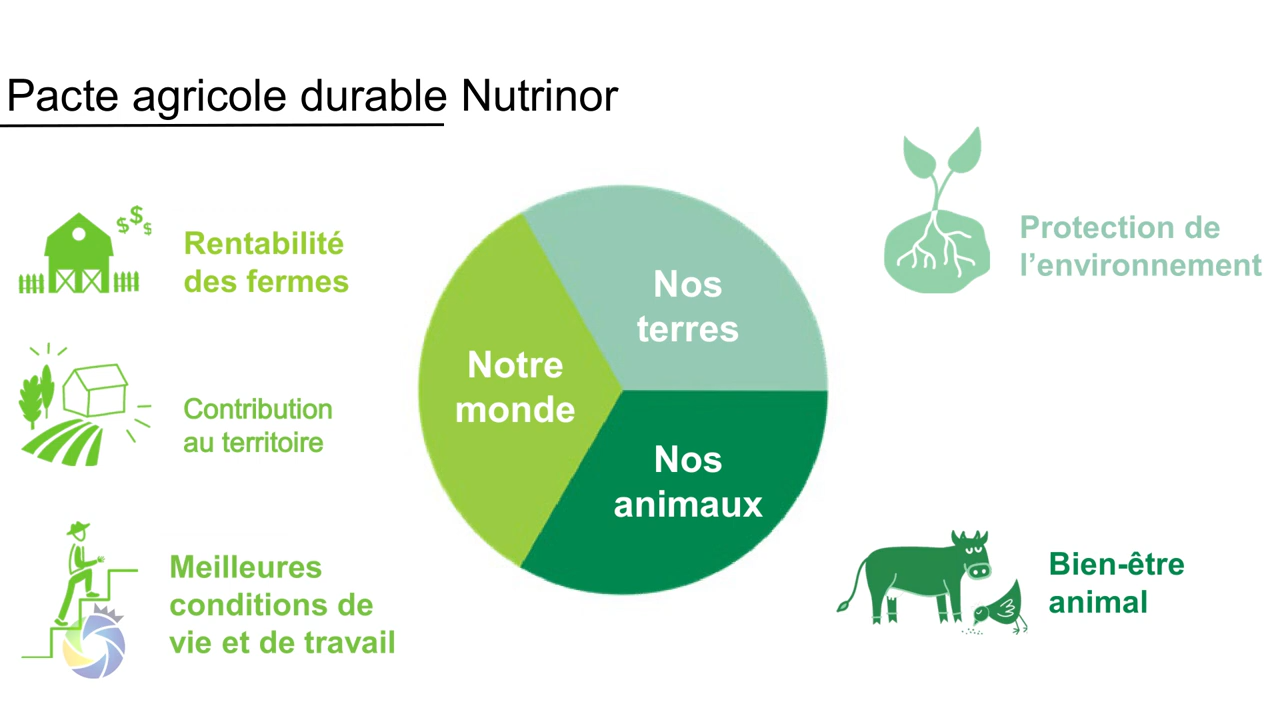 Pacte agricole durable Nutrinor
$ $ $
Rentabilité
des fermes
Contribution
au territoire
Meilleures
conditions de
vie et de travail
Notre
monde
Nos
terres
Nos
animaux
Protection de
l’environnement
Bien-être
animal